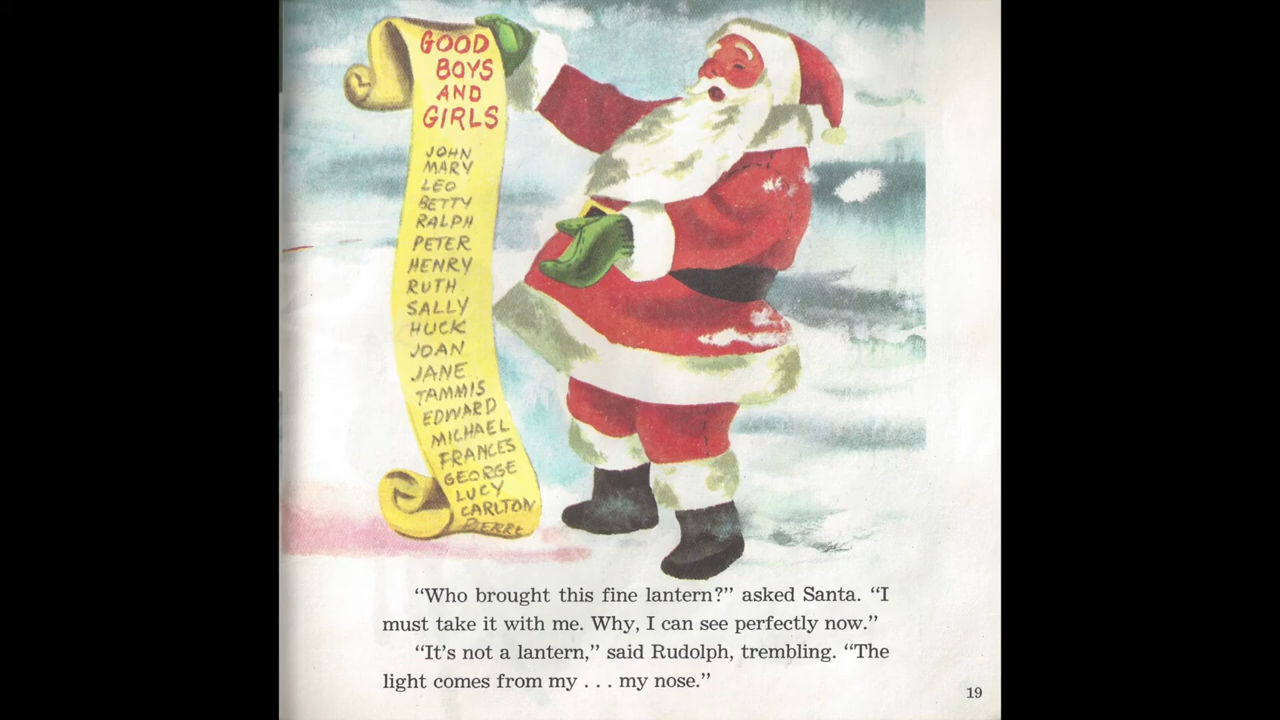 GOOD
BOYS
AND
GIRLS
JOHN
MARY
LEO
BETTY
RALPH
PETER
HENRY
RUTH
SALLY
HUCK
JOAN
JANE
TAMMIS
EDWARD
MICHAEL
FRANCES
GEORGE
LUCY
CARLTON
PIERRE
“Who brought this fine lantern?” asked Santa. “I
must take it with me. Why, I can see perfectly now.”
“It's not a lantern,” said Rudolph, trembling. “The
light comes from my . . . my nose.”
19